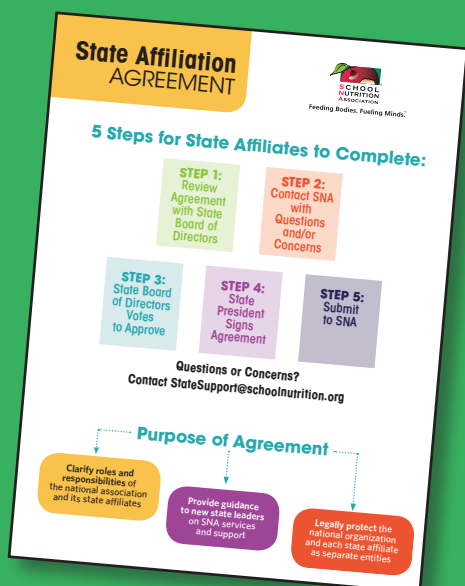 State Affiliation
AGREEMENT
SCHOOL
NUTRITION
ASSOCIATION
Feeding Bodies. Fueling Minds.™
5 Steps for State Affiliates to Complete:
STEP 1:
Review
Agreement
with State
Board of
Directors
STEP 2:
Contact SNA
with
Questions
and/or
Concerns
STEP 3:
State Board
of Directors
Votes
to Approve
STEP 4:
State
President
Signs
Agreement
STEP 5:
Submit
to SNA
Questions or Concerns?
Contact StateSupport@schoolnutrition.org
Purpose of Agreement
Clarify roles and
responsibilities of
the national association
and its state affiliates
Provide guidance
to new state leaders
on SNA services
and support
Legally protect the
national organization
and each state affiliate
as separate entities